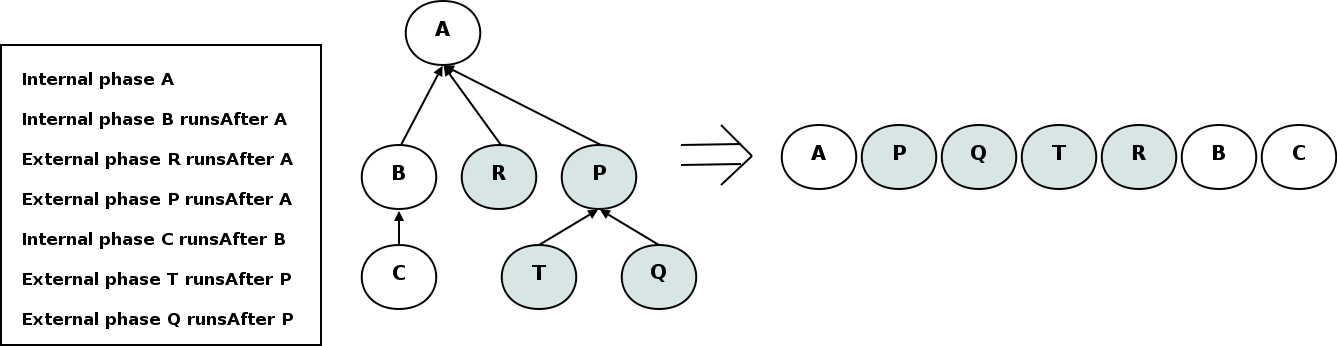 Internal phase A
Internal phase B runsAfter A
External phase R runsAfter A
External phase P runsAfter A
Internal phase C runsAfter B
External phase T runsAfter P
External phase Q runsAfter P
A
B R P
C T Q
A P Q T R B C